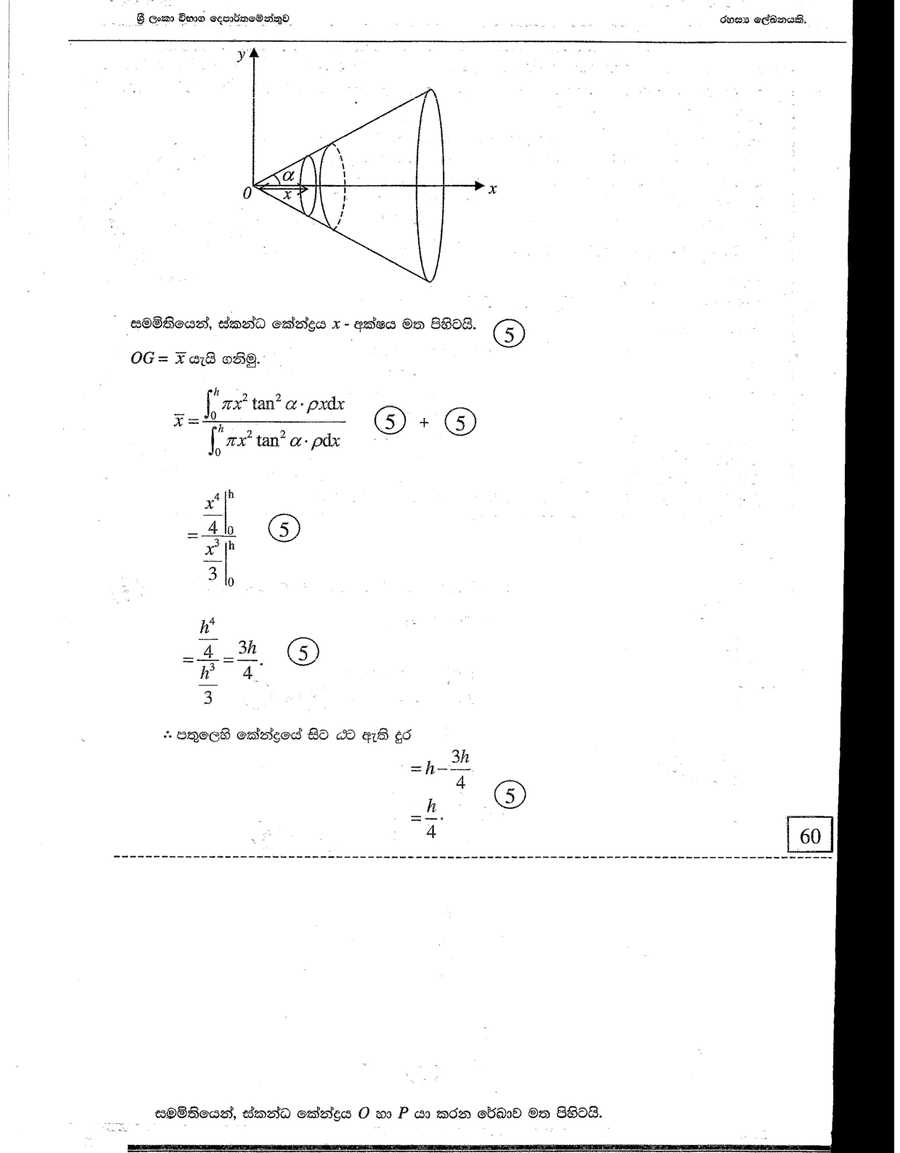 ශ්‍රී ලංකා විභාග දෙපාර්තමේන්තුව රහස්‍ය ලේඛනයකි.
y
α
O x x
සමමිතියෙන්, ස්කන්ධ කේන්ද්‍රය x - අක්ෂය මත පිහිටයි. 5
OG = x̅ යැයි ගනිමු.
x̅ = ∫₀ʰ πx² tan² α · ρxdx / ∫₀ʰ πx² tan² α · ρdx 5 + 5
= (x⁴/4 |₀ʰ) / (x³/3 |₀ʰ) 5
= (h⁴/4) / (h³/3) = 3h/4. 5
∴ පතුලෙහි කේන්ද්‍රයේ සිට ඇති දුර
= h − 3h/4
= h/4. 5
60
සමමිතියෙන්, ස්කන්ධ කේන්ද්‍රය O හා P යා කරන රේඛාව මත පිහිටයි.